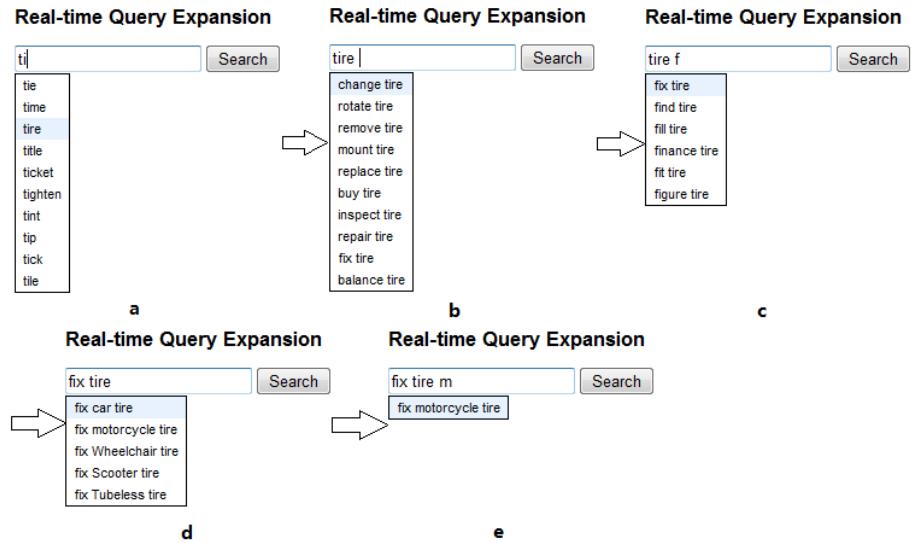 Real-time Query Expansion
ti
Search
tie
time
tire
title
ticket
tighten
tint
tip
tick
tile
a
Real-time Query Expansion
tire
Search
change tire
rotate tire
remove tire
mount tire
replace tire
buy tire
inspect tire
repair tire
fix tire
balance tire
b
Real-time Query Expansion
tire f
Search
fix tire
find tire
fill tire
finance tire
fit tire
figure tire
c
Real-time Query Expansion
fix tire
Search
fix car tire
fix motorcycle tire
fix Wheelchair tire
fix Scooter tire
fix Tubeless tire
d
Real-time Query Expansion
fix tire m
Search
fix motorcycle tire
e